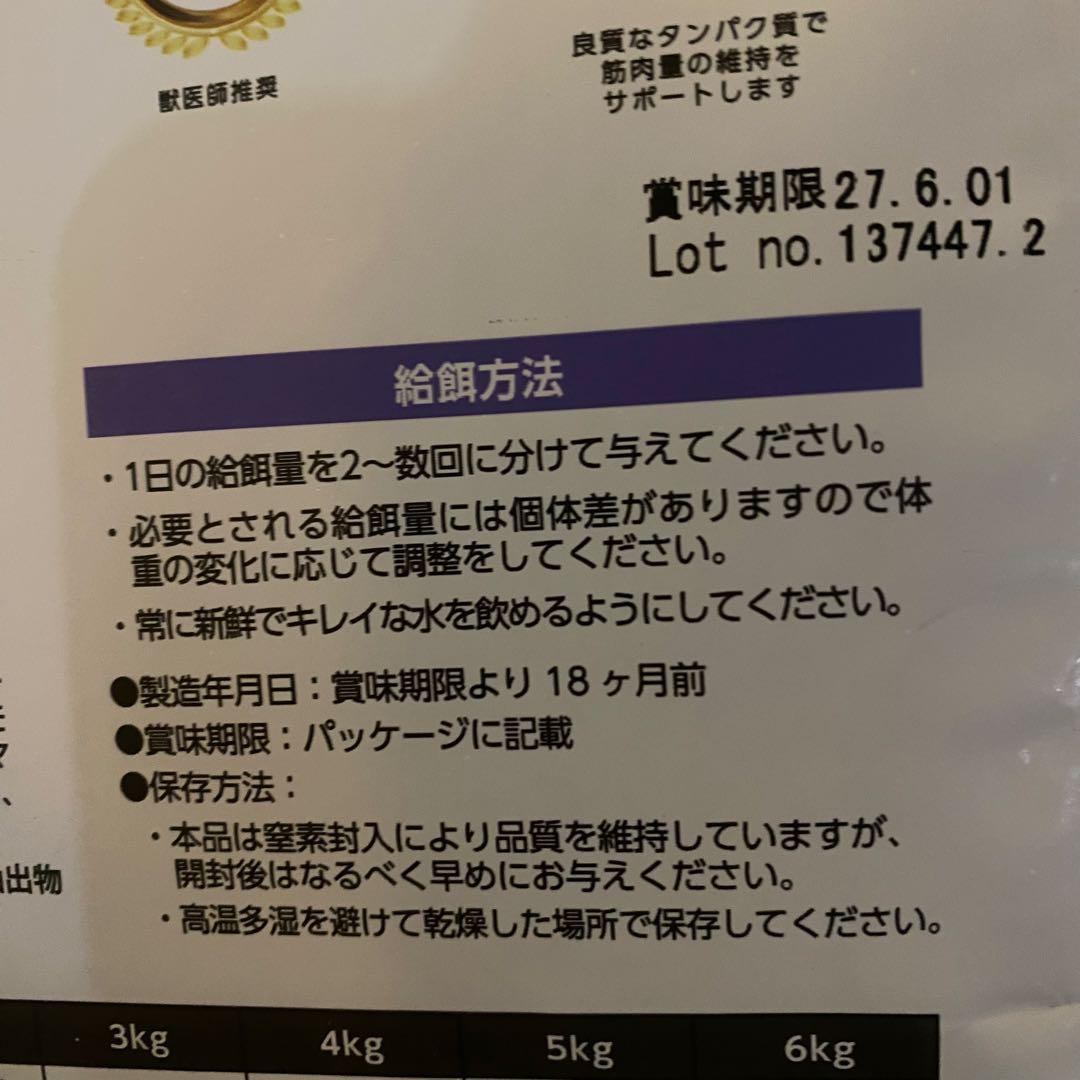 獣医師推奨
良質なタンパク質で
筋肉量の維持を
サポートします
賞味期限27.6.01
Lot no.137447.2
給餌方法
・1日の給餌量を2〜数回に分けて与えてください。
・必要とされる給餌量には個体差がありますので体
重の変化に応じて調整をしてください。
・常に新鮮でキレイな水を飲めるようにしてください。
●製造年月日：賞味期限より 18 ヶ月前
●賞味期限：パッケージに記載
●保存方法：
・本品は窒素封入により品質を維持していますが、
開封後はなるべく早めにお与えください。
出物
・高温多湿を避けて乾燥した場所で保存してください。
3kg 4kg 5kg 6kg